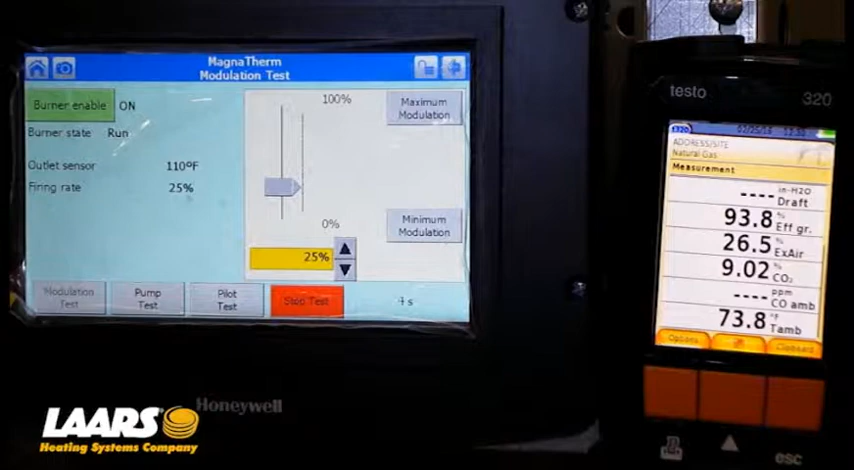 MagnaTherm
Modulation Test
Burner enable ON
Burner state Run
Outlet sensor 110ºF
Firing rate 25%
100%
0%
25%
Maximum
Modulation
Minimum
Modulation
Modulation
Test
Pump
Test
Pilot
Test
Stop Test
s
Honeywell
LAARS
Heating Systems Company
testo 320
ADDRESS/SITE
Natural Gas
Measurement
---- in-H2O
Draft
93.8 %
Eff gr.
26.5 %
ExAir
9.02 %
CO₂
---- ppm
CO amb
73.8 °F
Tamb
Options
Clipboard
esc